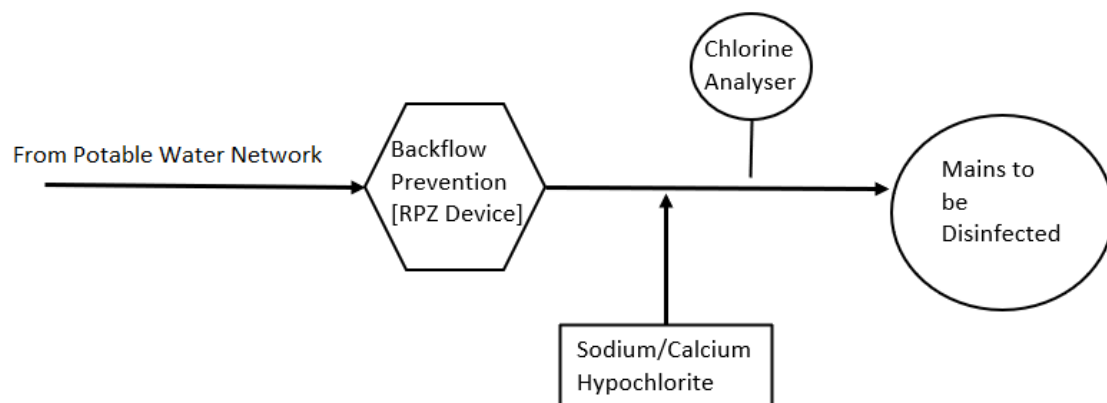 From Potable Water Network
Backflow
Prevention
[RPZ Device]
Chlorine
Analyser
Mains to
be
Disinfected
Sodium/Calcium
Hypochlorite